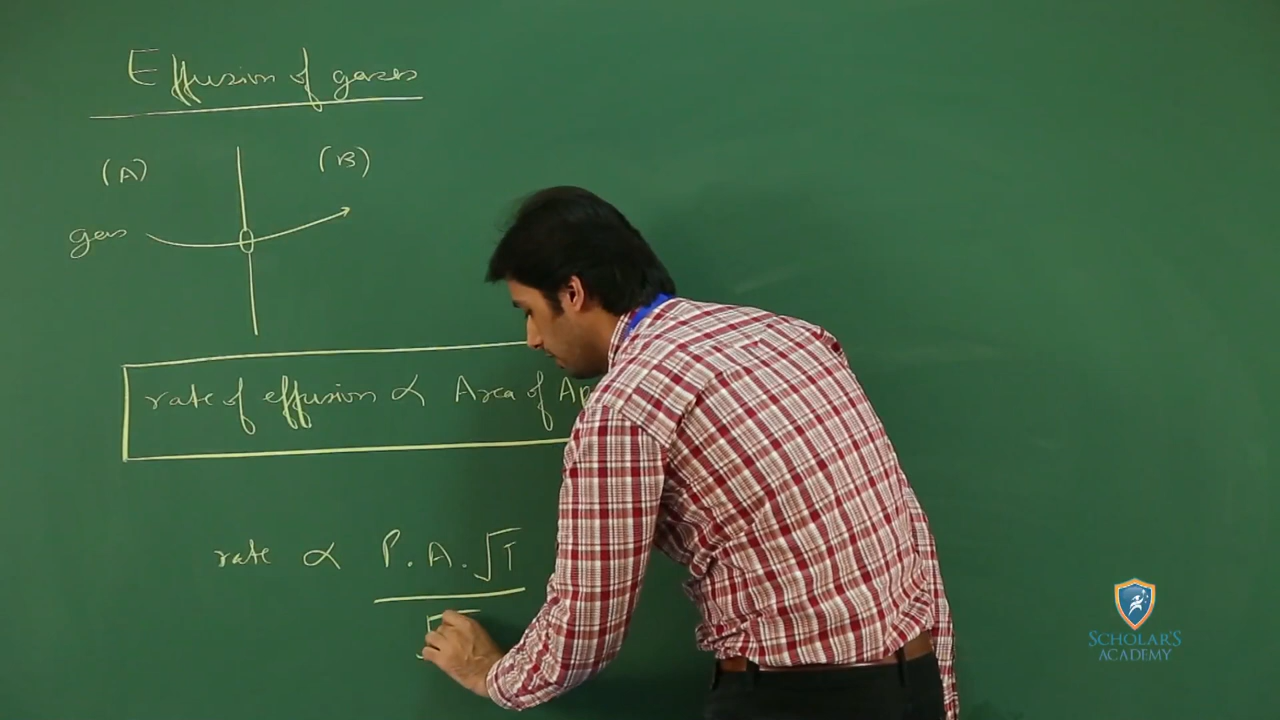 Effusion of gases
(A) (B)
gas
rate of effusion ∝ Area of Ap
rate ∝ P.A.√T
SCHOLAR'S
ACADEMY